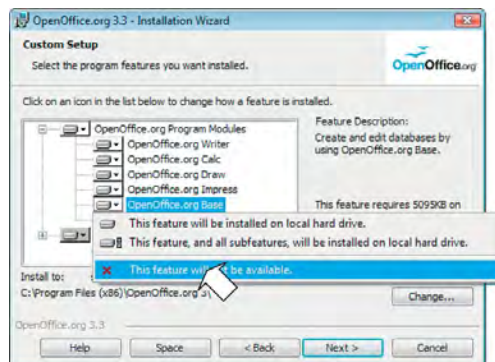 OpenOffice.org 3.3 - Installation Wizard
Custom Setup
Select the program features you want installed.
OpenOffice.org
Click on an icon in the list below to change how a feature is installed.
OpenOffice.org Program Modules
OpenOffice.org Writer
OpenOffice.org Calc
OpenOffice.org Draw
OpenOffice.org Impress
OpenOffice.org Base
Feature Description:
Create and edit databases by
using OpenOffice.org Base.
This feature requires 5095KB on
This feature will be installed on local hard drive.
This feature, and all subfeatures, will be installed on local hard drive.
This feature will be available.
Install to:
C:\Program Files (x86)\OpenOffice.org 3\
Change...
OpenOffice.org 3.3
Help
Space
< Back
Next >
Cancel